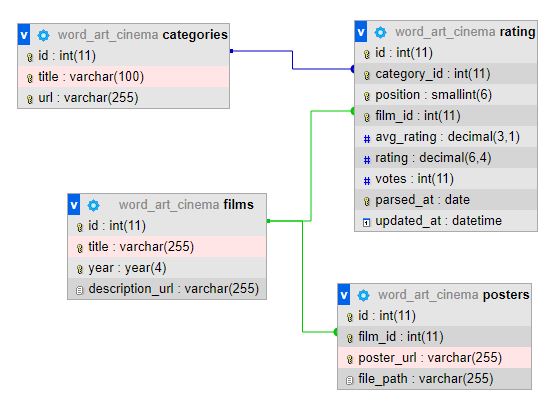 v word_art_cinema categories
id : int(11)
title : varchar(100)
url : varchar(255)
v word_art_cinema rating
id : int(11)
category_id : int(11)
position : smallint(6)
film_id : int(11)
# avg_rating : decimal(3,1)
# rating : decimal(6,4)
# votes : int(11)
parsed_at : date
updated_at : datetime
v word_art_cinema films
id : int(11)
title : varchar(255)
year : year(4)
description_url : varchar(255)
v word_art_cinema posters
id : int(11)
film_id : int(11)
poster_url : varchar(255)
file_path : varchar(255)